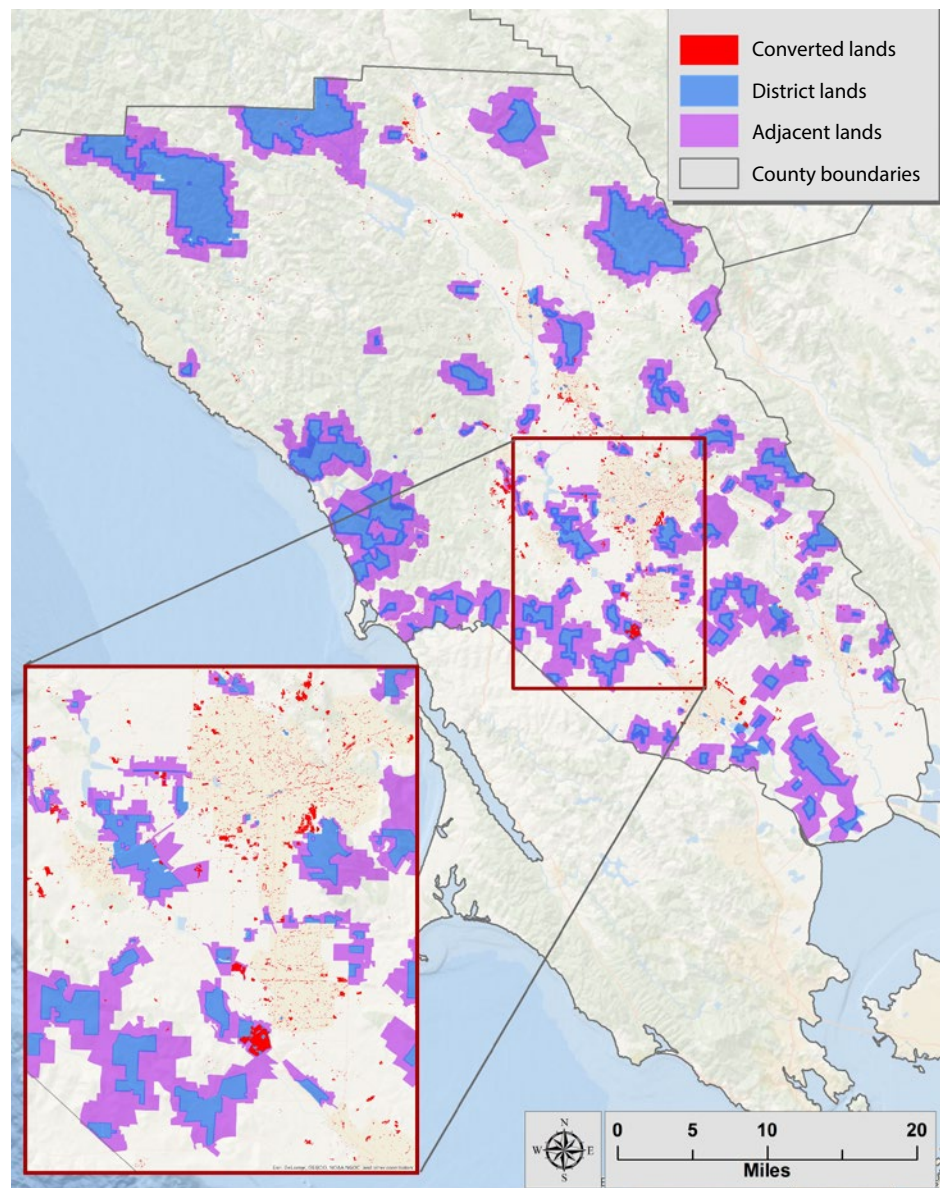 Converted lands
District lands
Adjacent lands
County boundaries
N
W E
S
0 5 10 20
Miles